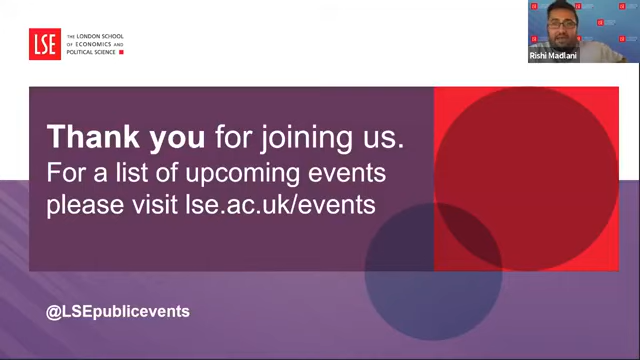 LSE
THE LONDON SCHOOL
OF ECONOMICS AND
POLITICAL SCIENCE
Rishi Madlani
Thank you for joining us.
For a list of upcoming events
please visit lse.ac.uk/events
@LSEpublicevents